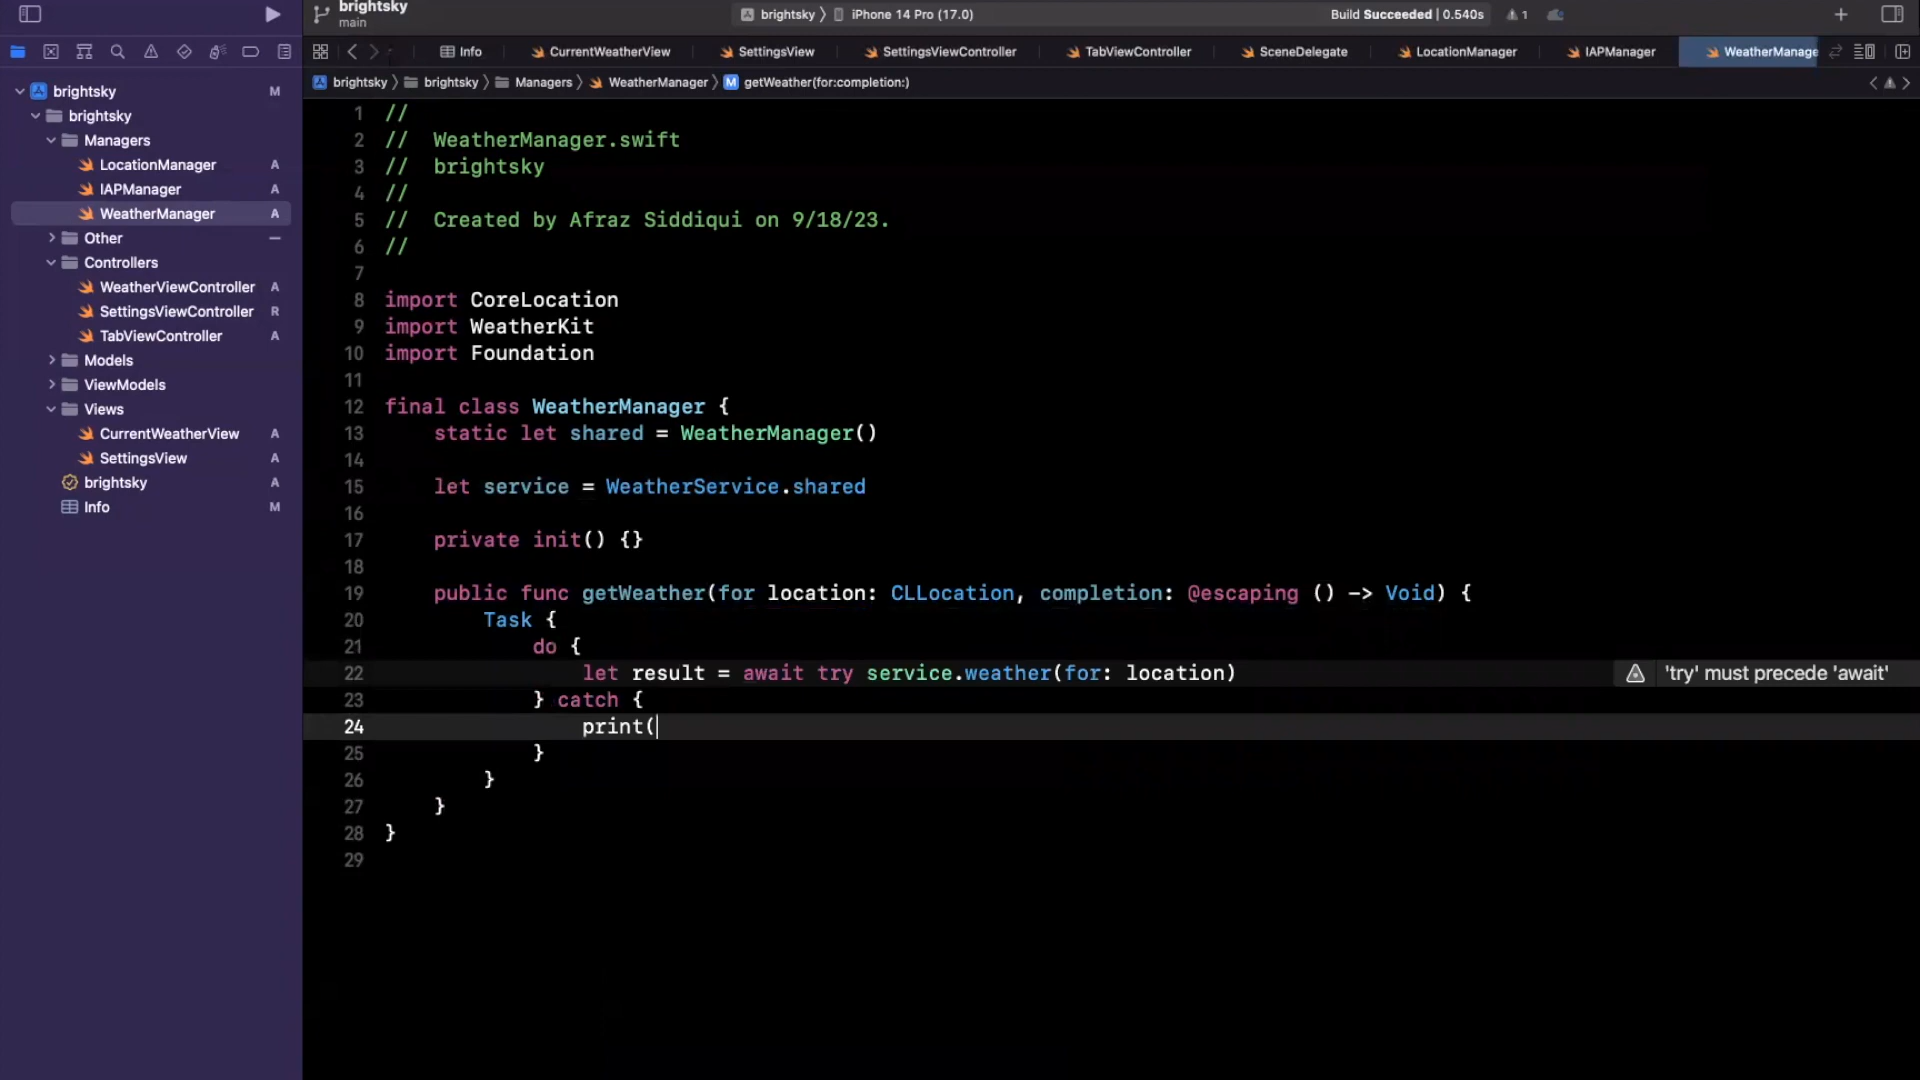 brightsky
main
brightsky
iPhone 14 Pro (17.0)
Build Succeeded | 0.540s
1
Info
CurrentWeatherView
SettingsView
SettingsViewController
TabViewController
SceneDelegate
LocationManager
IAPManager
WeatherManage
brightsky
brightsky
Managers
WeatherManager
M
getWeather(for:completion:)
brightsky M
brightsky
Managers
LocationManager A
IAPManager A
WeatherManager A
Other
Controllers
WeatherViewController A
SettingsViewController R
TabViewController A
Models
ViewModels
Views
CurrentWeatherView A
SettingsView A
brightsky A
Info M
1 //
2 //  WeatherManager.swift
3 //  brightsky
4 //
5 //  Created by Afraz Siddiqui on 9/18/23.
6 //
7
8 import CoreLocation
9 import WeatherKit
10 import Foundation
11
12 final class WeatherManager {
13     static let shared = WeatherManager()
14
15     let service = WeatherService.shared
16
17     private init() {}
18
19     public func getWeather(for location: CLLocation, completion: @escaping () -> Void) {
20         Task {
21             do {
22                 let result = await try service.weather(for: location) 'try' must precede 'await'
23             } catch {
24                 print(
25             }
26         }
27     }
28 }
29